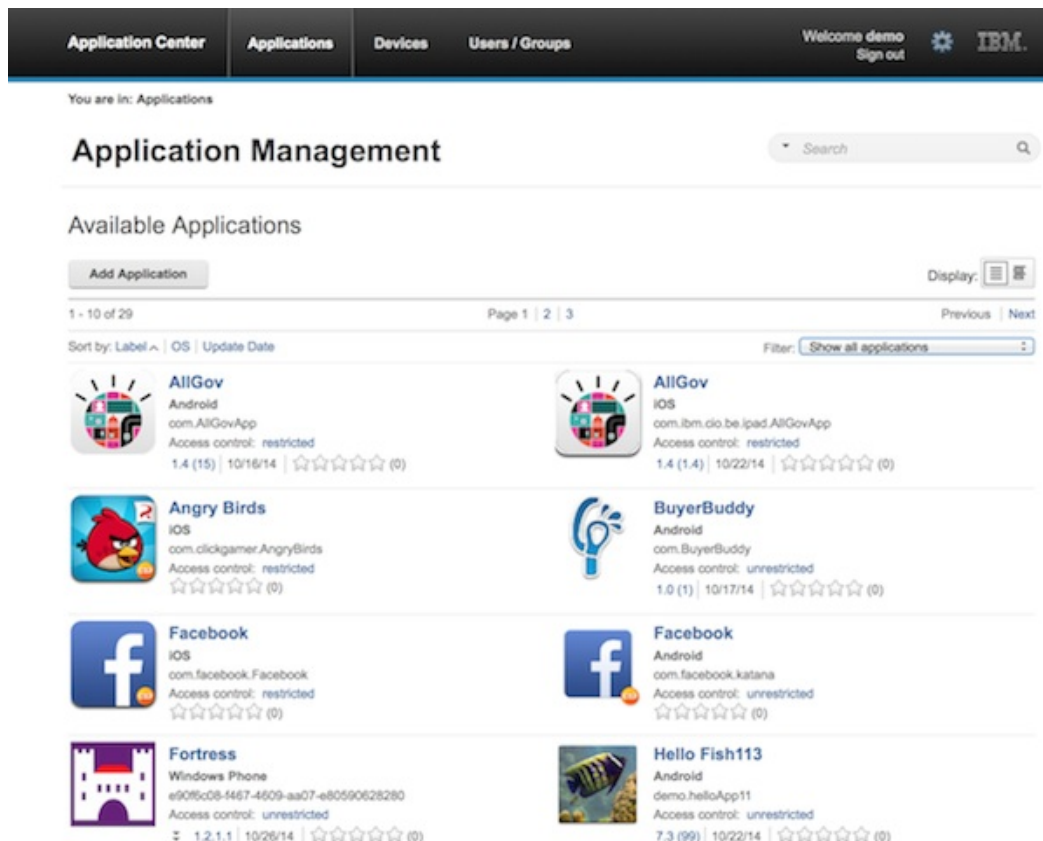 Application Center Applications Devices Users / Groups Welcome demo
Sign out
IBM.
You are in: Applications
Application Management
Search
Available Applications
Add Application Display:
1 - 10 of 29 Page 1 | 2 | 3 Previous | Next
Sort by: Label | OS | Update Date Filter: Show all applications
AllGov
Android
com.AllGovApp
Access control: restricted
1.4 (15) | 10/16/14 | (0)
AllGov
iOS
com.ibm.cio.be.ipad.AllGovApp
Access control: restricted
1.4 (1.4) | 10/22/14 | (0)
Angry Birds
iOS
com.clickgamer.AngryBirds
Access control: restricted
(0)
BuyerBuddy
Android
com.BuyerBuddy
Access control: unrestricted
1.0 (1) | 10/17/14 | (0)
Facebook
iOS
com.facebook.Facebook
Access control: restricted
(0)
Facebook
Android
com.facebook.katana
Access control: unrestricted
(0)
Fortress
Windows Phone
e90f6c08-f467-4609-aa07-e80590628280
Access control: unrestricted
1.2.1.1 | 10/26/14 | (0)
Hello Fish113
Android
demo.helloApp11
Access control: unrestricted
7.3 (99) | 10/22/14 | (0)